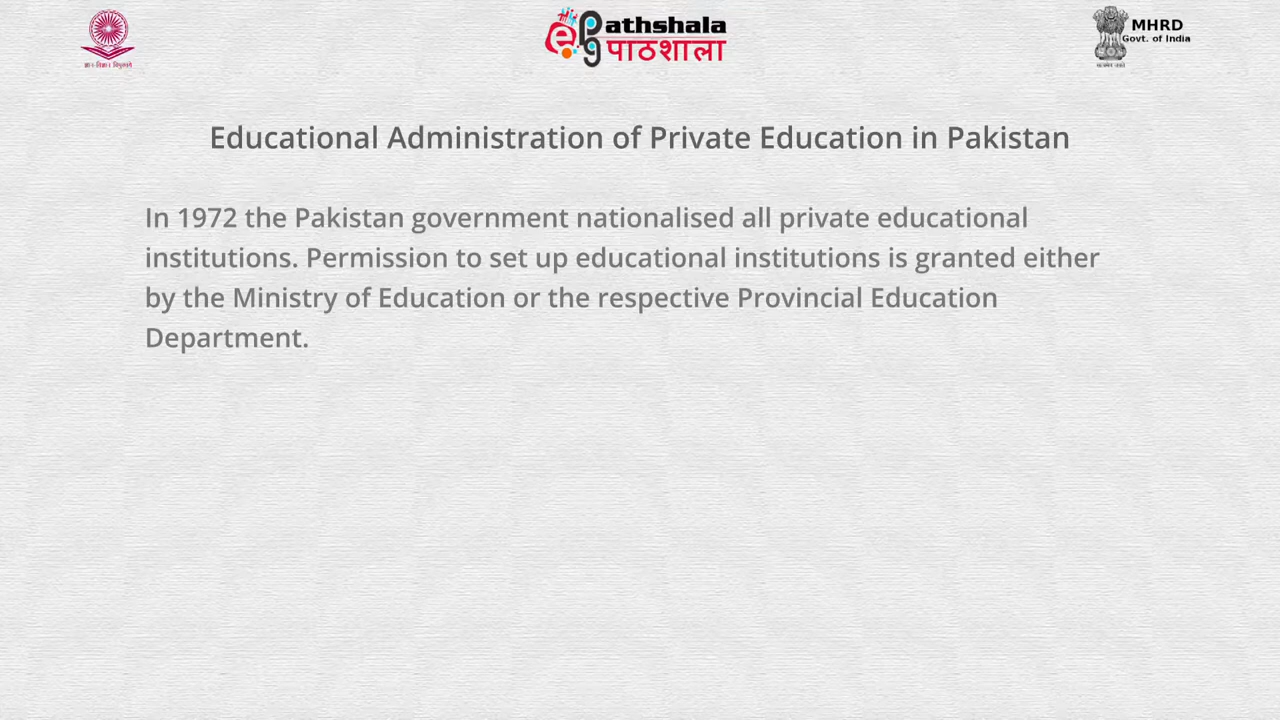 ePgathshala
पाठशाला
MHRD
Govt. of India
Educational Administration of Private Education in Pakistan
In 1972 the Pakistan government nationalised all private educational
institutions. Permission to set up educational institutions is granted either
by the Ministry of Education or the respective Provincial Education
Department.